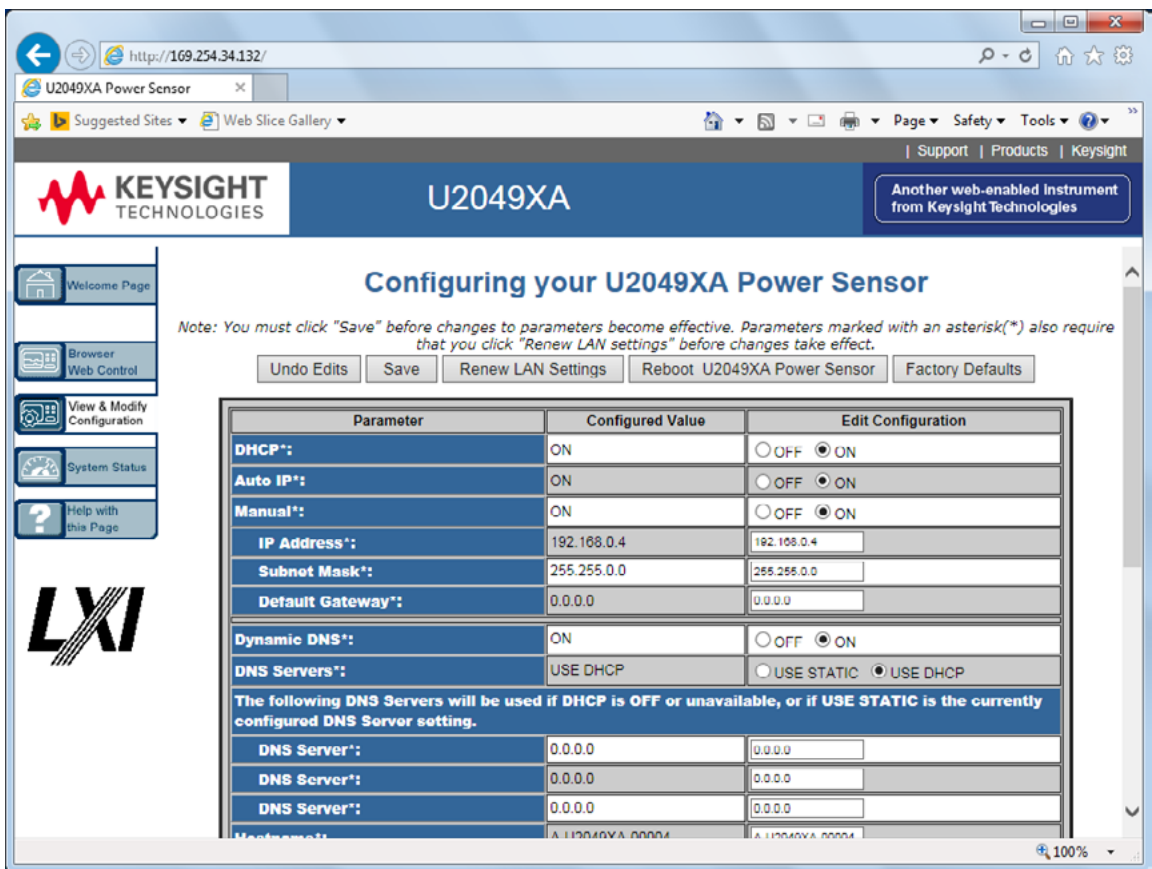 http://169.254.34.132/
U2049XA Power Sensor
Suggested Sites
Web Slice Gallery
Page
Safety
Tools
| Support | Products | Keysight
KEYSIGHT
TECHNOLOGIES
U2049XA
Another web-enabled instrument
from Keysight Technologies
Welcome Page
Browser
Web Control
View & Modify
Configuration
System Status
Help with
this Page
LXI
Configuring your U2049XA Power Sensor
Note: You must click "Save" before changes to parameters become effective. Parameters marked with an asterisk(*) also require
that you click "Renew LAN settings" before changes take effect.
Undo Edits Save Renew LAN Settings Reboot U2049XA Power Sensor Factory Defaults
Parameter Configured Value Edit Configuration
DHCP*: ON OFF ON
Auto IP*: ON OFF ON
Manual*: ON OFF ON
IP Address*: 192.168.0.4 192.168.0.4
Subnet Mask*: 255.255.0.0 255.255.0.0
Default Gateway*: 0.0.0.0 0.0.0.0
Dynamic DNS*: ON OFF ON
DNS Servers*: USE DHCP USE STATIC USE DHCP
The following DNS Servers will be used if DHCP is OFF or unavailable, or if USE STATIC is the currently
configured DNS Server setting.
DNS Server*: 0.0.0.0 0.0.0.0
DNS Server*: 0.0.0.0 0.0.0.0
DNS Server*: 0.0.0.0 0.0.0.0
Hostname*: A-U2049XA-00004 A-U2049XA-00004
100%